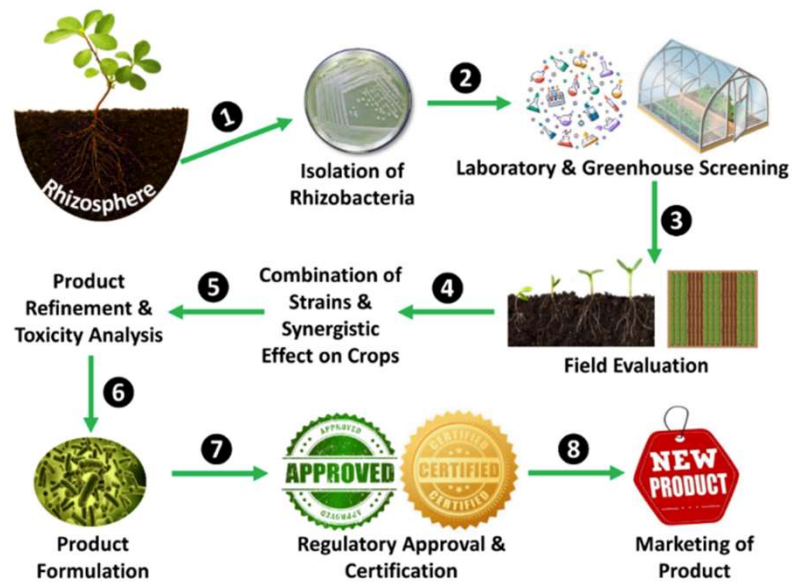 Rhizosphere
1
Isolation of
Rhizobacteria
2
Laboratory & Greenhouse Screening
3
Field Evaluation
4
Combination of
Strains &
Synergistic
Effect on Crops
5
Product
Refinement &
Toxicity Analysis
6
Product
Formulation
7
APPROVED
APPROVED
APPROVED
CERTIFIED
CERTIFIED
CERTIFIED
Regulatory Approval &
Certification
8
NEW
PRODUCT
Marketing of
Product